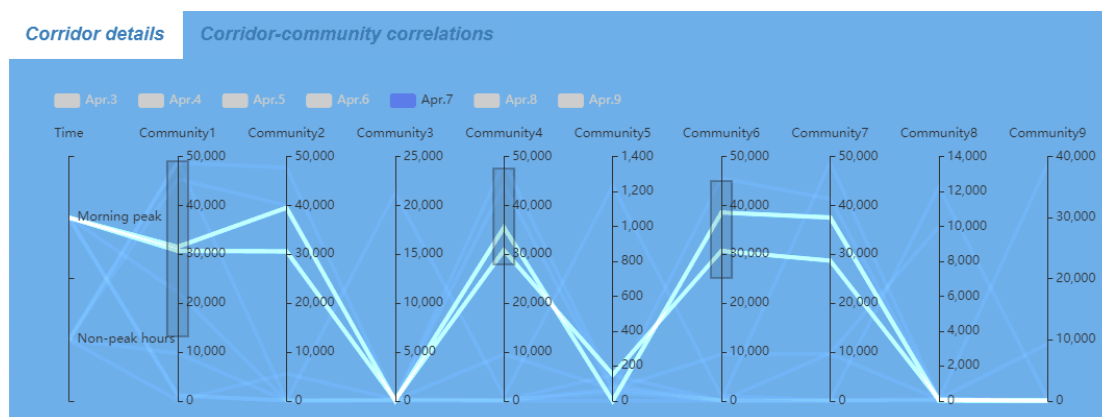 Corridor details Corridor-community correlations
Apr.3 Apr.4 Apr.5 Apr.6 Apr.7 Apr.8 Apr.9
Time Community1 Community2 Community3 Community4 Community5 Community6 Community7 Community8 Community9
50,000 50,000 25,000 50,000 1,400 50,000 50,000 14,000 40,000
1,200 12,000
Morning peak 40,000 40,000 20,000 40,000 1,000 40,000 40,000 10,000 30,000
30,000 30,000 15,000 30,000 800 30,000 30,000 8,000
20,000 20,000 10,000 20,000 600 20,000 20,000 6,000 20,000
Non-peak hours 400 4,000 10,000
10,000 10,000 5,000 10,000 200 10,000 10,000 2,000
0 0 0 0 0 0 0 0 0